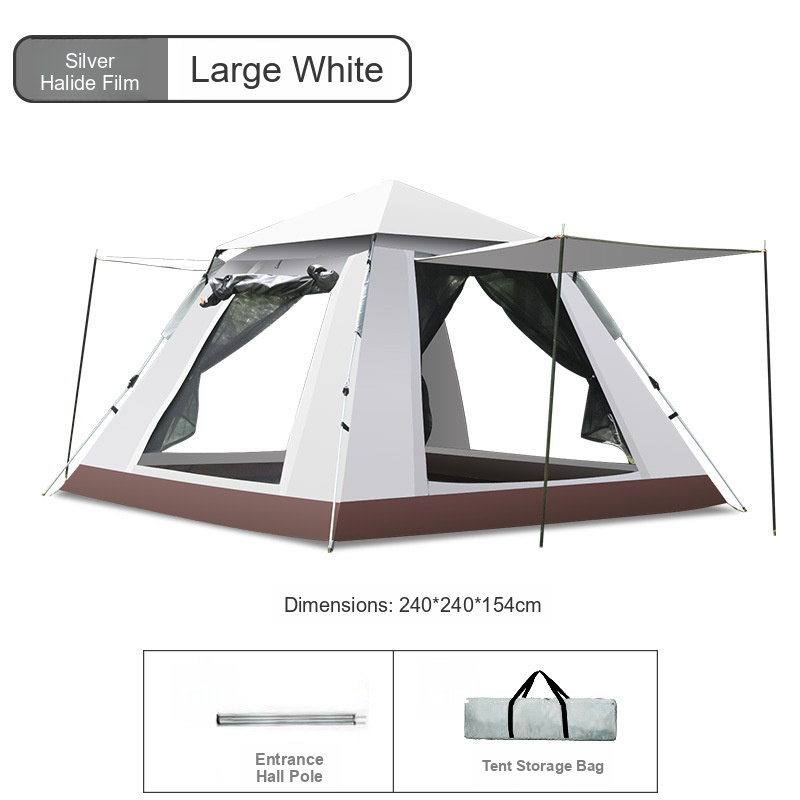 Silver
Halide Film
Large White
Dimensions: 240*240*154cm
Entrance
Hall Pole
Tent Storage Bag